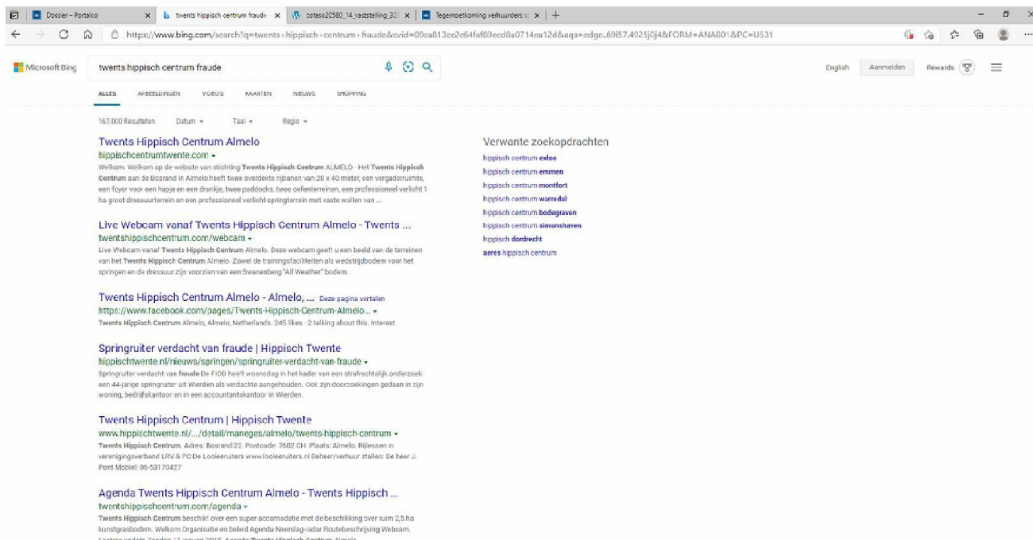 Dossier - Portalco
twents hippisch centrum fraude
coteso20580_14_vaststelling_
Tegemoetkoming verhuurders s
https://www.bing.com/search?q=twents+hippisch+centrum+fraude&cvid=
Microsoft Bing
twents hippisch centrum fraude
English
Aanmelden
Rewards
ALLES
AFBEELDINGEN
VIDEO'S
KAARTEN
NIEUWS
SHOPPING
167.000 Resultaten
Datum
Taal
Regio
Twents Hippisch Centrum Almelo
hippischcentrumtwente.com
Welkom. Welkom op de website van stichting Twents Hippisch Centrum ALMELO - Het Twents Hippisch
Centrum aan de Bosrand in Almelo heeft twee overdekte rijbanen van 20 x 40 meter, een vergaderruimte,
een foyer voor een hapje en een drankje, twee paddocks, twee oefenterreinen, een professioneel verlicht 1
ha groot dressuurterrein en een professioneel verlicht springterrein met vaste wallen van ...
Live Webcam vanaf Twents Hippisch Centrum Almelo - Twents ...
twentshippischcentrum.com/webcam
Live Webcam vanaf Twents Hippisch Centrum Almelo. Deze webcam geeft u een beeld van de terreinen
van het Twents Hippisch Centrum Almelo. Zowel de trainingsfaciliteiten als wedstrijdbodem voor het
springen en de dressuur zijn voorzien van een Swanenberg "All Weather" bodem.
Twents Hippisch Centrum Almelo - Almelo, ... Deze pagina vertalen
https://www.facebook.com/pages/Twents-Hippisch-Centrum-Almelo...
Twents Hippisch Centrum Almelo, Almelo, Netherlands. 245 likes · 2 talking about this. Interest
Springruiter verdacht van fraude | Hippisch Twente
hippischtwente.nl/nieuws/springen/springruiter-verdacht-van-fraude
Springruiter verdacht van fraude De FIOD heeft woensdag in het kader van een strafrechtelijk onderzoek
een 44-jarige springruiter uit Wierden als verdachte aangehouden. Ook zijn doorzoekingen gedaan in zijn
woning, bedrijfskantoor en in een accountantskantoor in Wierden.
Twents Hippisch Centrum | Hippisch Twente
www.hippischtwente.nl/.../detail/maneges/almelo/twents-hippisch-centrum
Twents Hippisch Centrum. Adres: Bosrand 22. Postcode: 7602 CH. Plaats: Almelo. Rijlessen in
verenigingsverband LRV & PC De Looleeruiters www.looleeruiters.nl Beheer/verhuur stallen: De heer J.
Pont Mobiel: 06-53170427
Agenda Twents Hippisch Centrum Almelo - Twents Hippisch ...
twentshippischcentrum.com/agenda
Twents Hippisch Centrum beschikt over een super accomodatie met de beschikking over ruim 2,5 ha
kunstgrasbodem. Welkom Organisatie en beleid Agenda Neerslag-radar Routebeschrijving Webcam.
Verwante zoekopdrachten
hippisch centrum exloo
hippisch centrum emmen
hippisch centrum montfort
hippisch centrum warredal
hippisch centrum bodegraven
hippisch centrum simonshaven
hippisch dordrecht
aeres hippisch centrum